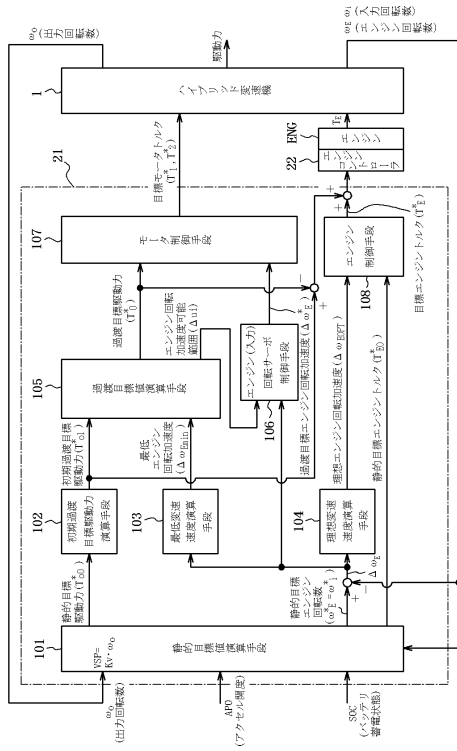 ωo(出力回転数)
21
101
VSP=
Kv・ωo
静的目標値演算手段
ωo
(出力回転数)
APO
(アクセル開度)
SOC
(バッテリ
蓄電状態)
静的目標
駆動力(T*o0)
静的目標
エンジン
回転数
(ω*E=ω*i)
+
-
ΔωE
102
初期過渡
目標駆動力
演算手段
103
最低変速
速度演算
手段
104
理想変速
速度演算
手段
初期過渡目標
駆動力(T*o1)
最低
エンジン
回転加速度
(ΔωEmin)
105
過渡目標値演算手段
過渡目標
駆動力(T*o)
エンジン回転
加速度可能
範囲(Δui)
106
エンジン(入力)
回転サーボ
制御手段
過渡目標エンジン回転加速度(Δω*E)
理想エンジン回転加速度(ΔωEOPT)
静的目標エンジントルク(T*E0)
107
モータ制御手段
目標モータトルク
(T*1,T*2)
-
+
+
108
エンジン
制御手段
目標エンジントルク(T*E)
22
エンジン
コントローラ
ENG
エンジン
TE
1
ハイブリッド変速機
駆動力
ωi(入力回転数)
ωE(エンジン回転数)